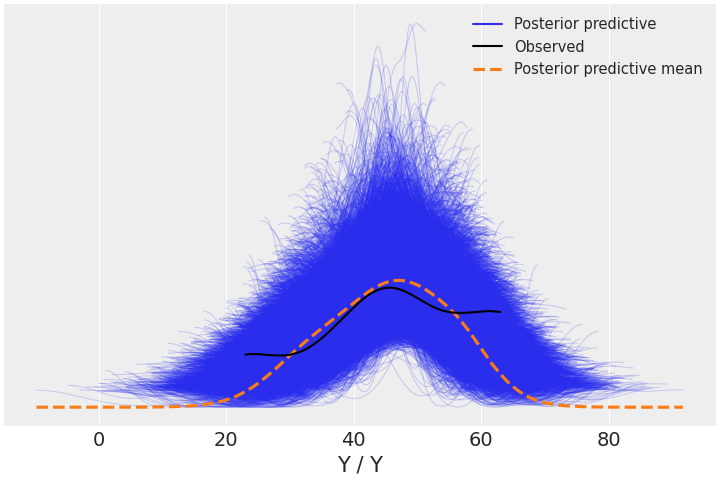 Posterior predictive
Observed
Posterior predictive mean
0 20 40 60 80
Y / Y